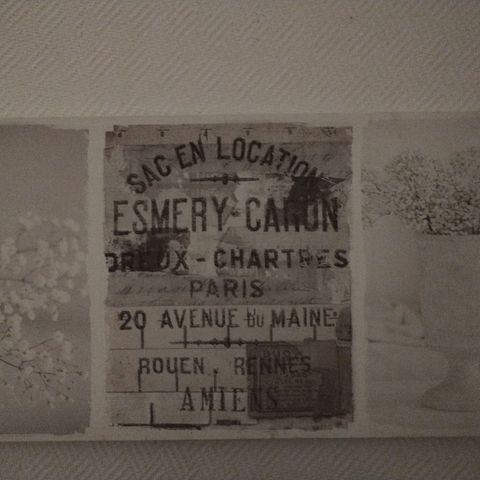 SAC EN LOCATION
ESMERY-CARON
DREUX - CHARTRES
PARIS
20 AVENUE DU MAINE
ROUEN. RENNES
AMIENS